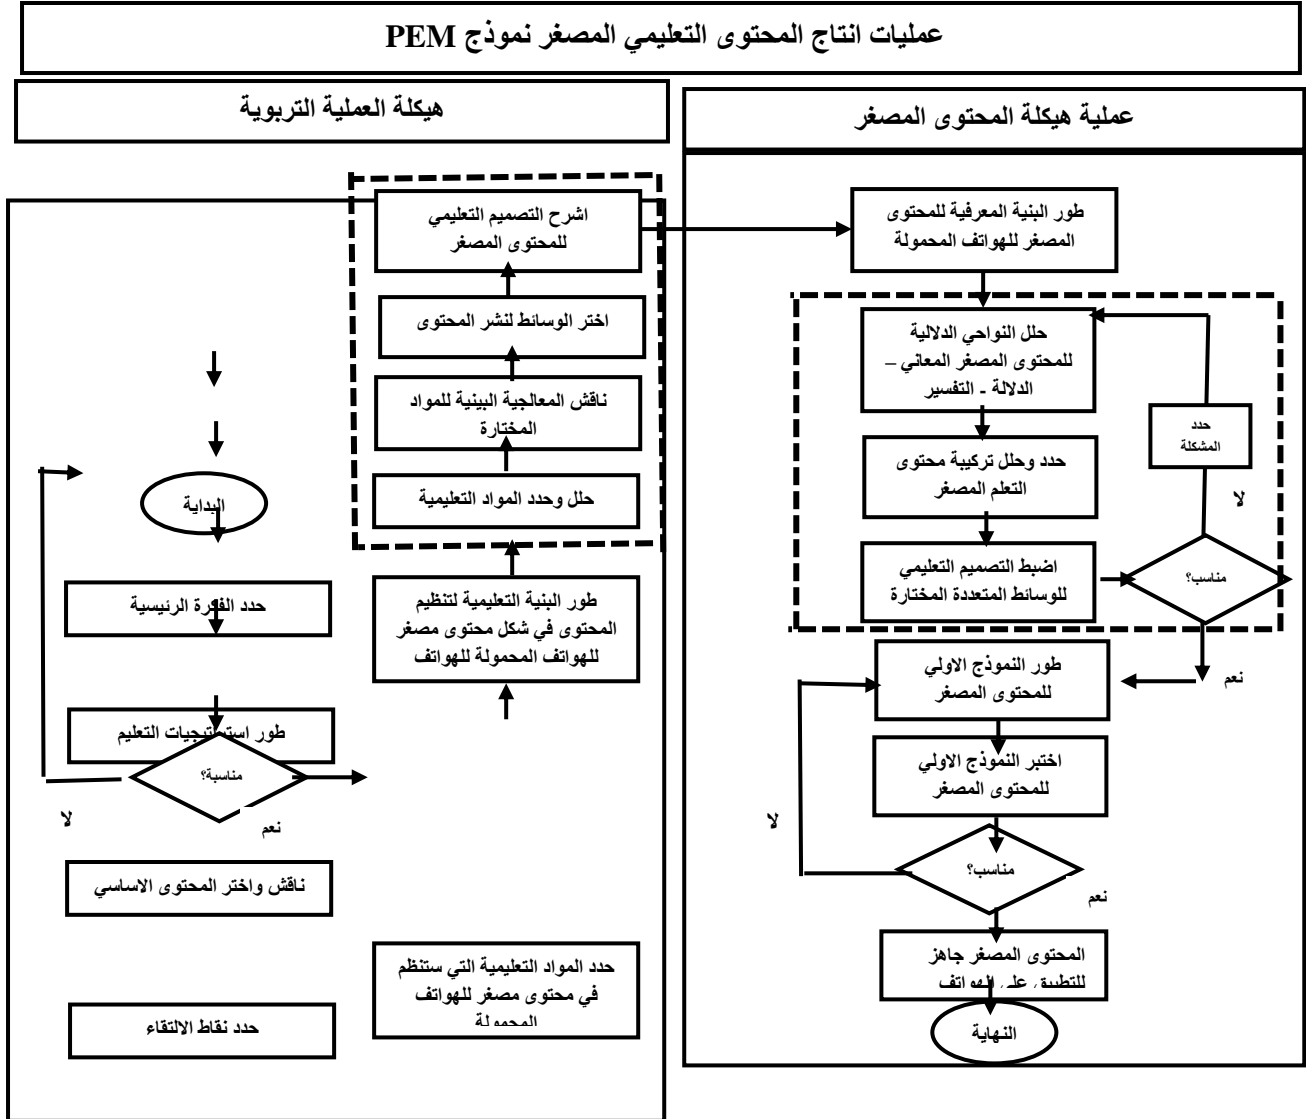 عمليات انتاج المحتوى التعليمي المصغر نموذج PEM
عملية هيكلة المحتوى المصغر
هيكلة العملية التربوية
طور البنية المعرفية للمحتوى
المصغر للهواتف المحمولة
حلل النواحي الدلالية
للمحتوى المصغر المعاني –
الدلالة - التفسير
حدد
المشكلة
لا
حدد وحلل تركيبة محتوى
التعلم المصغر
اضبط التصميم التعليمي
للوسائط المتعددة المختارة
مناسب؟
نعم
طور النموذج الاولي
للمحتوى المصغر
اختبر النموذج الاولي
للمحتوى المصغر
لا
مناسب؟
نعم
المحتوى المصغر جاهز
للتطبيق على الهواتف
النهاية
اشرح التصميم التعليمي
للمحتوى المصغر
اختر الوسائط لنشر المحتوى
ناقش المعالجية البينية للمواد
المختارة
حلل وحدد المواد التعليمية
طور البنية التعليمية لتنظيم
المحتوى في شكل محتوى مصغر
للهواتف المحمولة للهواتف
حدد المواد التعليمية التي ستنظم
في محتوى مصغر للهواتف
المحمولة
البداية
حدد الفكرة الرئيسية
طور استراتيجيات التعليم
مناسبة؟
لا
نعم
ناقش واختر المحتوى الاساسي
حدد نقاط الالتقاء